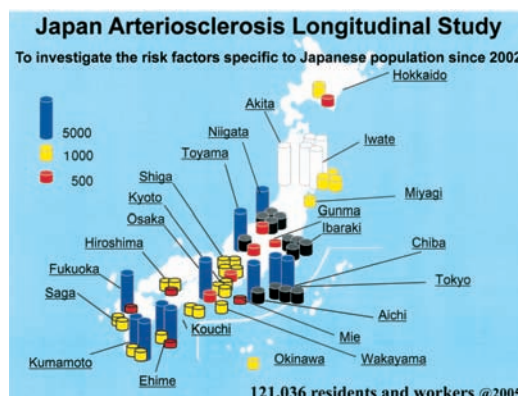 Japan Arteriosclerosis Longitudinal Study
To investigate the risk factors specific to Japanese population since 2002
Hokkaido
Akita
Niigata
Iwate
5000
Toyama
1000
Shiga
500
Miyagi
Kyoto
Gunma
Osaka
Ibaraki
Hiroshima
Chiba
Fukuoka
Tokyo
Saga
Aichi
Kouchi
Mie
Kumamoto
Wakayama
Okinawa
Ehime
121,036 residents and workers @2005